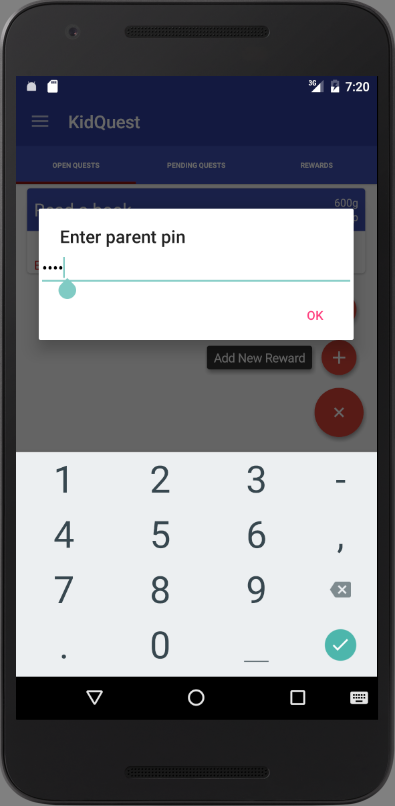 3G 7:20
KidQuest
OPEN QUESTS PENDING QUESTS REWARDS
Read a book 600g
Enter parent pin
••••
OK
Add New Reward
1 2 3 -
4 5 6 ,
7 8 9
. 0 _